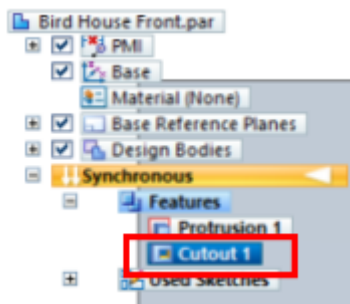 Bird House Front.par
PMI
Base
Material (None)
Base Reference Planes
Design Bodies
Synchronous
Features
Protrusion 1
Cutout 1
Used Sketches